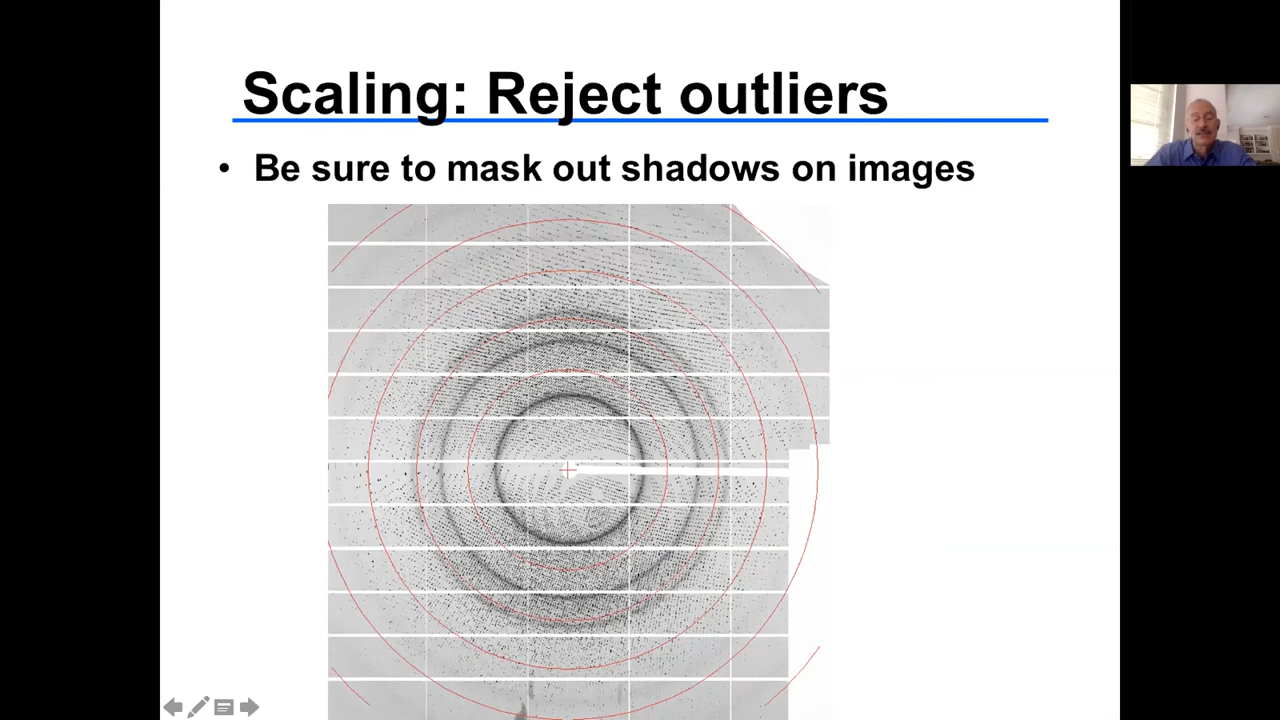 Scaling: Reject outliers
• Be sure to mask out shadows on images